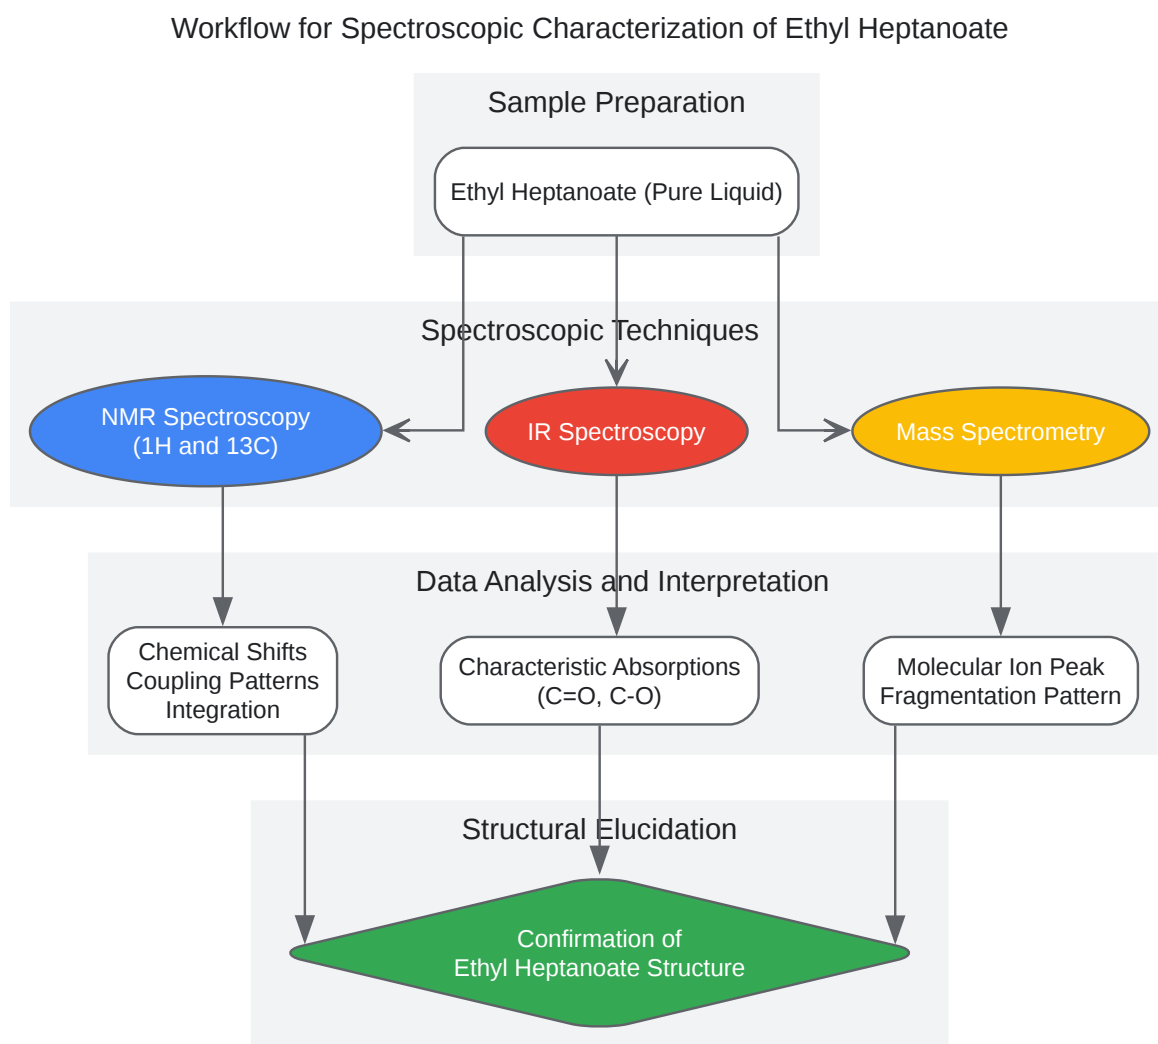 Workflow for Spectroscopic Characterization of Ethyl Heptanoate
Sample Preparation
Ethyl Heptanoate (Pure Liquid)
Spectroscopic Techniques
NMR Spectroscopy
(1H and 13C)
IR Spectroscopy
Mass Spectrometry
Data Analysis and Interpretation
Chemical Shifts
Coupling Patterns
Integration
Characteristic Absorptions
(C=O, C-O)
Molecular Ion Peak
Fragmentation Pattern
Structural Elucidation
Confirmation of
Ethyl Heptanoate Structure